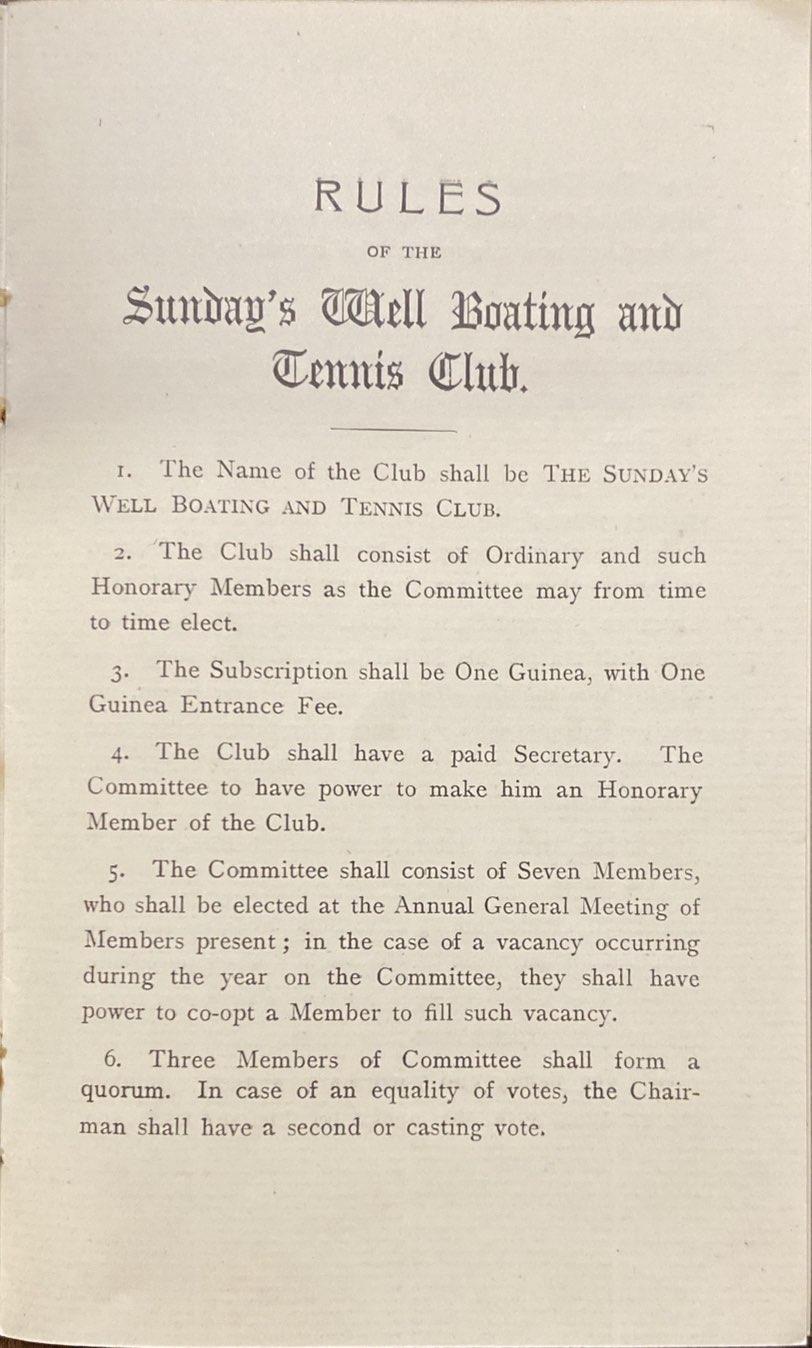 RULES
OF THE
Sunday's Well Boating and
Tennis Club.
1. The Name of the Club shall be THE SUNDAY'S
WELL BOATING AND TENNIS CLUB.
2. The Club shall consist of Ordinary and such
Honorary Members as the Committee may from time
to time elect.
3. The Subscription shall be One Guinea, with One
Guinea Entrance Fee.
4. The Club shall have a paid Secretary. The
Committee to have power to make him an Honorary
Member of the Club.
5. The Committee shall consist of Seven Members,
who shall be elected at the Annual General Meeting of
Members present ; in the case of a vacancy occurring
during the year on the Committee, they shall have
power to co-opt a Member to fill such vacancy.
6. Three Members of Committee shall form a
quorum. In case of an equality of votes, the Chair-
man shall have a second or casting vote.